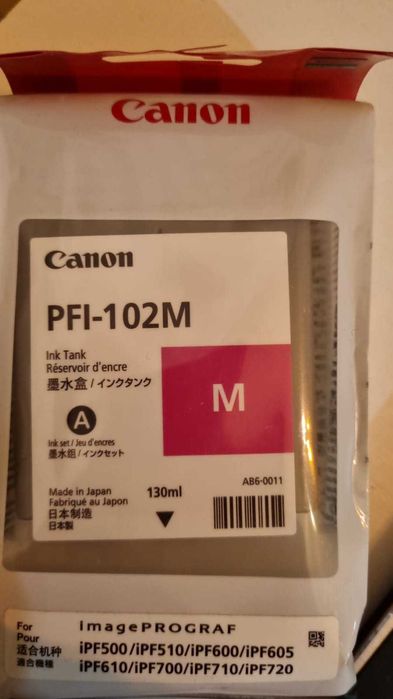 Canon
Canon
PFI-102M
Ink Tank
Réservoir d'encre
墨水盒/インクタンク
M
A
Ink set / Jeu d'encres
墨水组/インクセット
AB6-0011
Made in Japan
Fabriqué au Japon
日本制造
日本製
130ml
For
Pour
适合机种
適合機種
imagePROGRAF
iPF500/iPF510/iPF600/iPF605
iPF610/iPF700/iPF710/iPF720